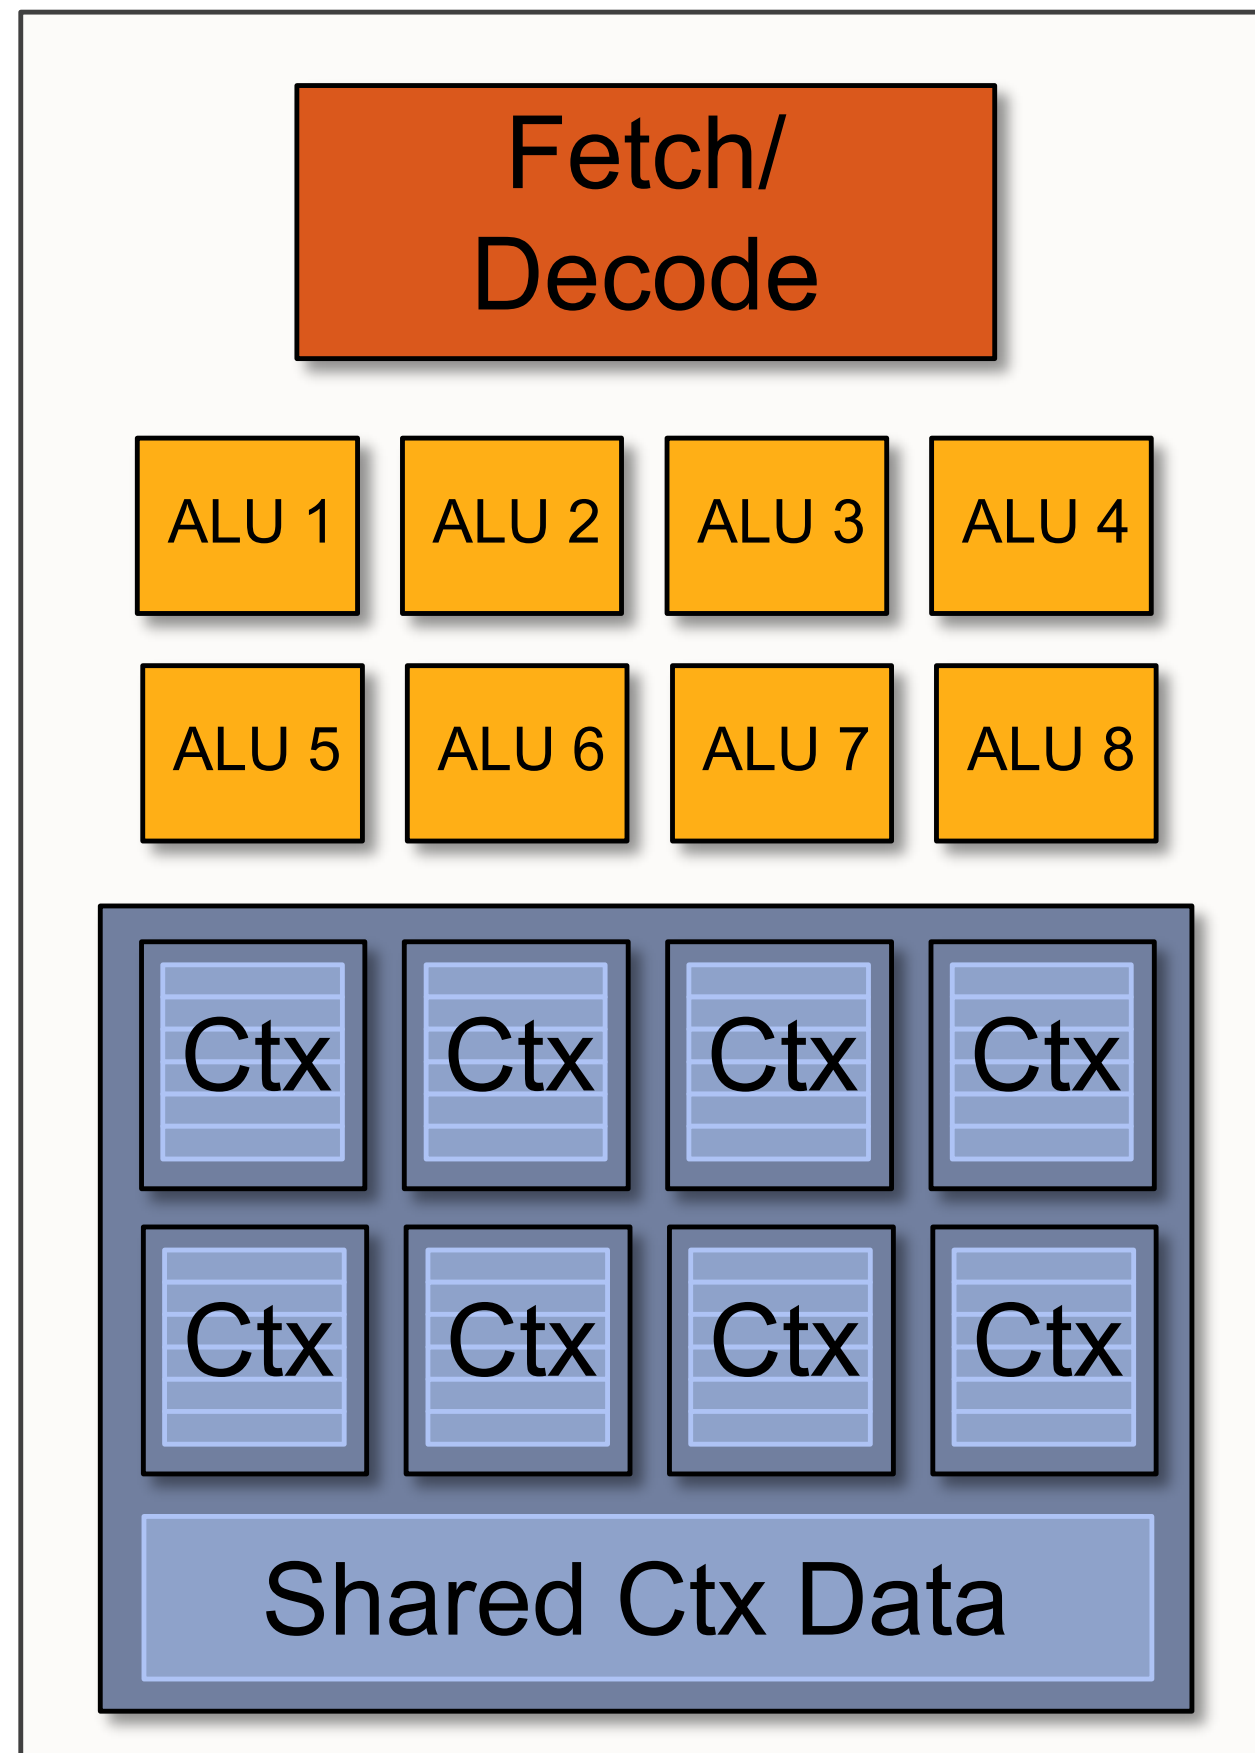 Fetch/
Decode
ALU 1 ALU 2 ALU 3 ALU 4
ALU 5 ALU 6 ALU 7 ALU 8
Ctx Ctx Ctx Ctx
Ctx Ctx Ctx Ctx
Shared Ctx Data